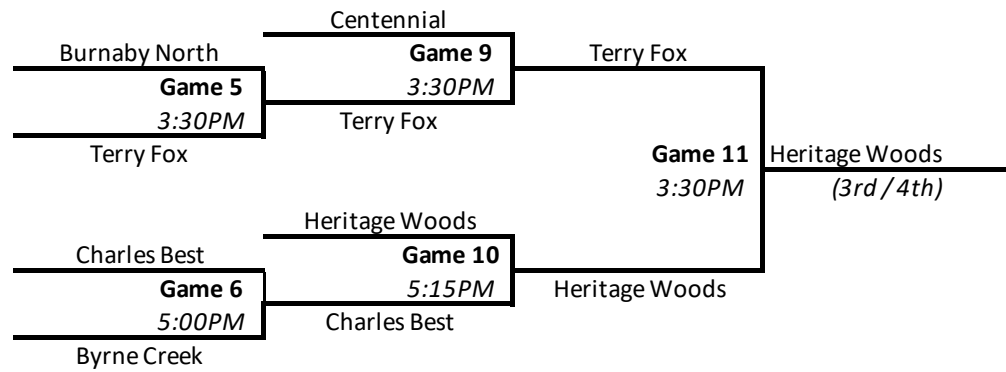 Centennial
Burnaby North
Game 9
Terry Fox
Game 5
3:30PM
3:30PM
Terry Fox
Terry Fox
Game 11
Heritage Woods
3:30PM
(3rd / 4th)
Heritage Woods
Charles Best
Game 10
Game 6
5:15PM
Heritage Woods
5:00PM
Charles Best
Byrne Creek